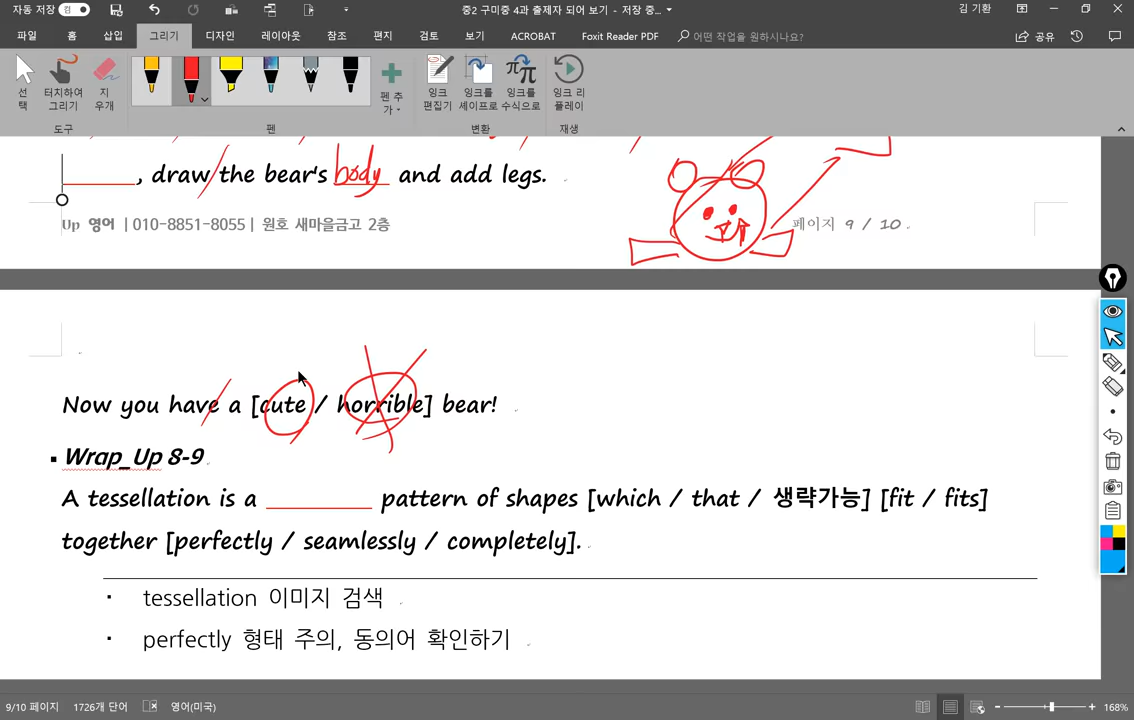 자동 저장 컴
중2 구미중 4과 출제자 되어 보기 - 저장 중...
김 기환
파일 홈 삽입 그리기 디자인 레이아웃 참조 편지 검토 보기 ACROBAT Foxit Reader PDF 어떤 작업을 원하시나요? 공유
선택
터치하여 그리기
지우개
펜 추가
잉크 편집기
잉크를 셰이프로
잉크를 수식으로
잉크 리플레이
도구 펜 변환 재생
______, draw the bear's body and add legs.
Up 영어 | 010-8851-8055 | 원호 새마을금고 2층 페이지 9 / 10
Now you have a [cute / horrible] bear!
▪ Wrap_Up 8-9
A tessellation is a ________ pattern of shapes [which / that / 생략가능] [fit / fits]
together [perfectly / seamlessly / completely].
· tessellation 이미지 검색
· perfectly 형태 주의, 동의어 확인하기
9/10 페이지 1726개 단어 영어(미국) 168%